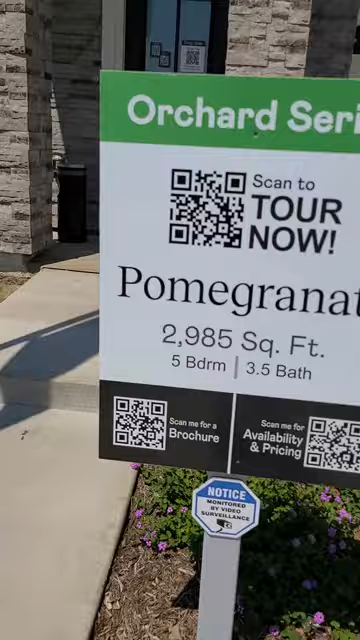 Orchard Seri
Scan to
TOUR
NOW!
Pomegranat
2,985 Sq. Ft.
5 Bdrm | 3.5 Bath
Scan me for a
Brochure
Scan me for
Availability
& Pricing
NOTICE
MONITORED
BY VIDEO
SURVEILLANCE